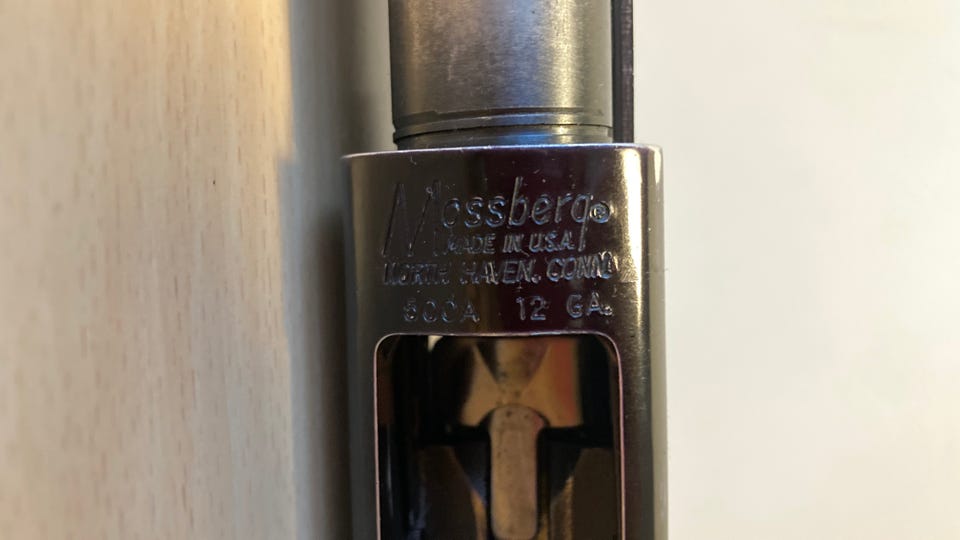 Mossberg®
MADE IN U.S.A.
NORTH HAVEN, CONN.
500A 12 GA.